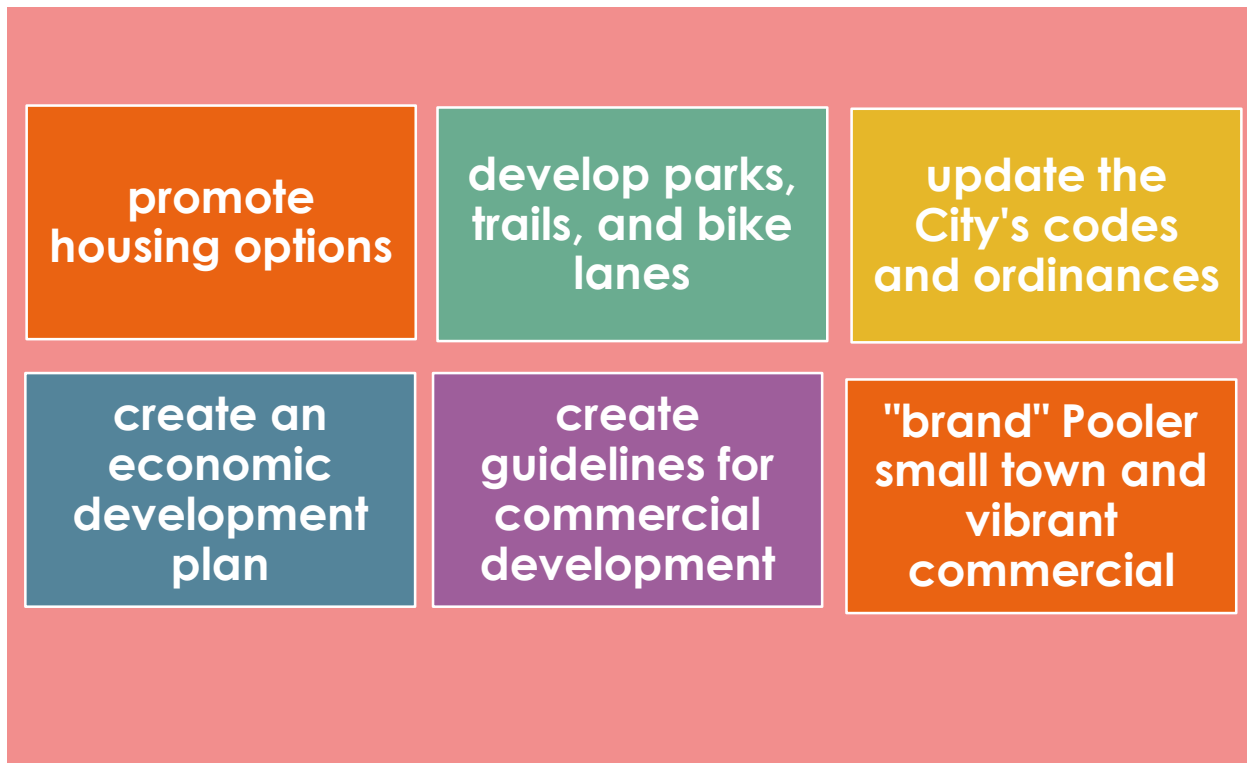 promote
housing options
develop parks,
trails, and bike
lanes
update the
City's codes
and ordinances
create an
economic
development
plan
create
guidelines for
commercial
development
"brand" Pooler
small town and
vibrant
commercial